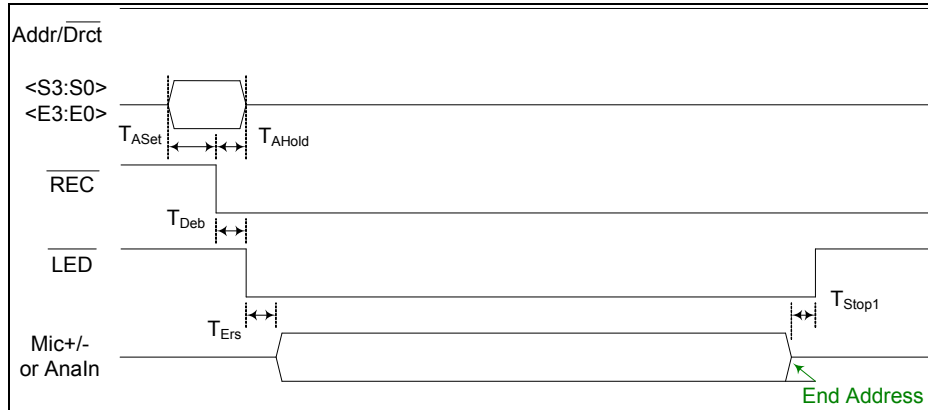 Addr/Drct
<S3:S0>
<E3:E0>
TASet
TAHold
REC
TDeb
LED
TErs
TStop1
Mic+/-
or AnaIn
End Address